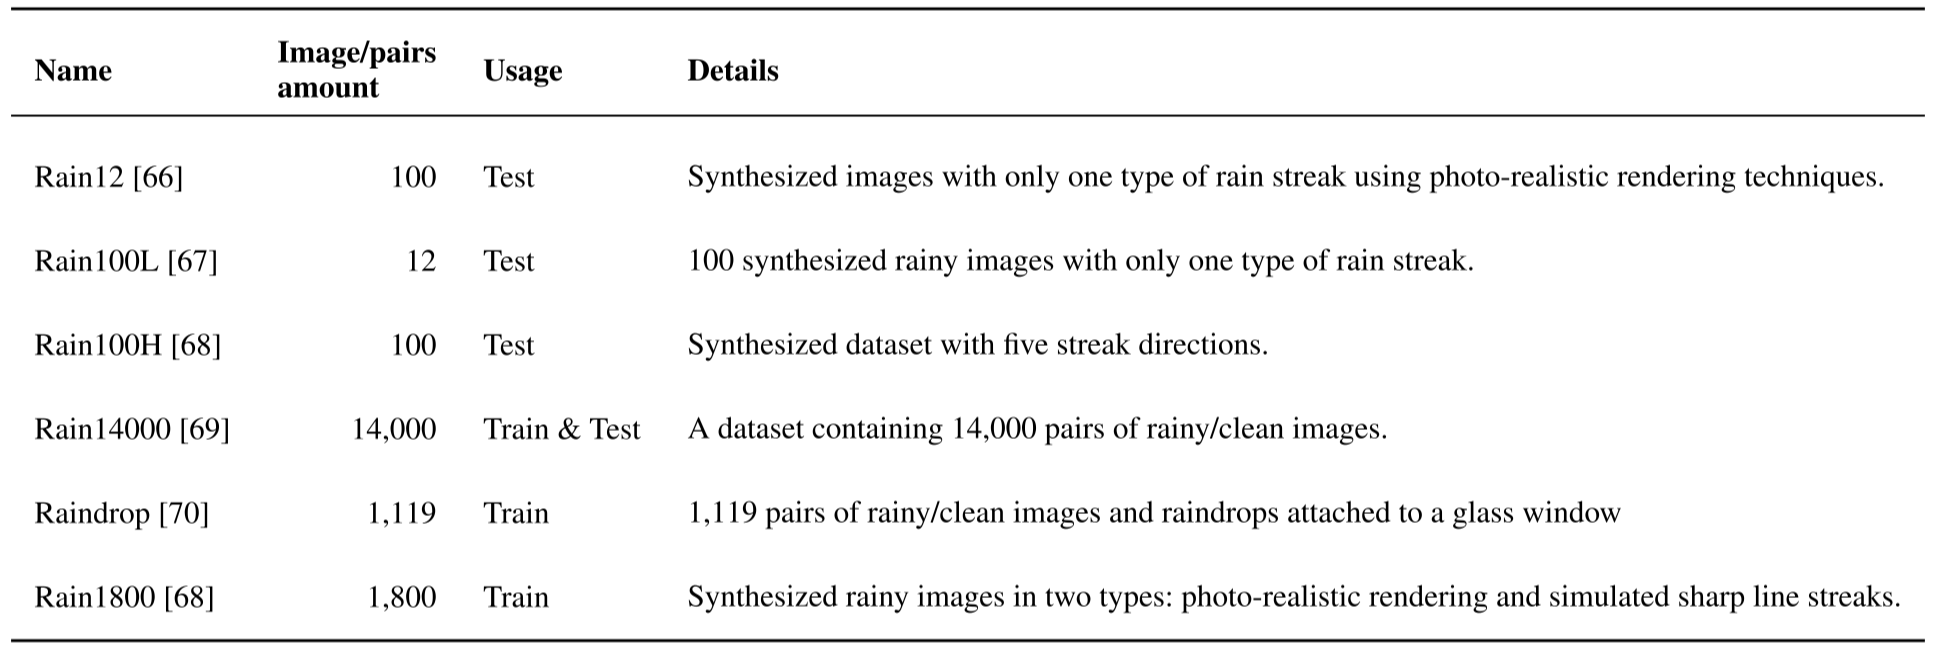 Name Image/pairs amount Usage Details
Rain12 [66] 100 Test Synthesized images with only one type of rain streak using photo-realistic rendering techniques.
Rain100L [67] 12 Test 100 synthesized rainy images with only one type of rain streak.
Rain100H [68] 100 Test Synthesized dataset with five streak directions.
Rain14000 [69] 14,000 Train & Test A dataset containing 14,000 pairs of rainy/clean images.
Raindrop [70] 1,119 Train 1,119 pairs of rainy/clean images and raindrops attached to a glass window
Rain1800 [68] 1,800 Train Synthesized rainy images in two types: photo-realistic rendering and simulated sharp line streaks.